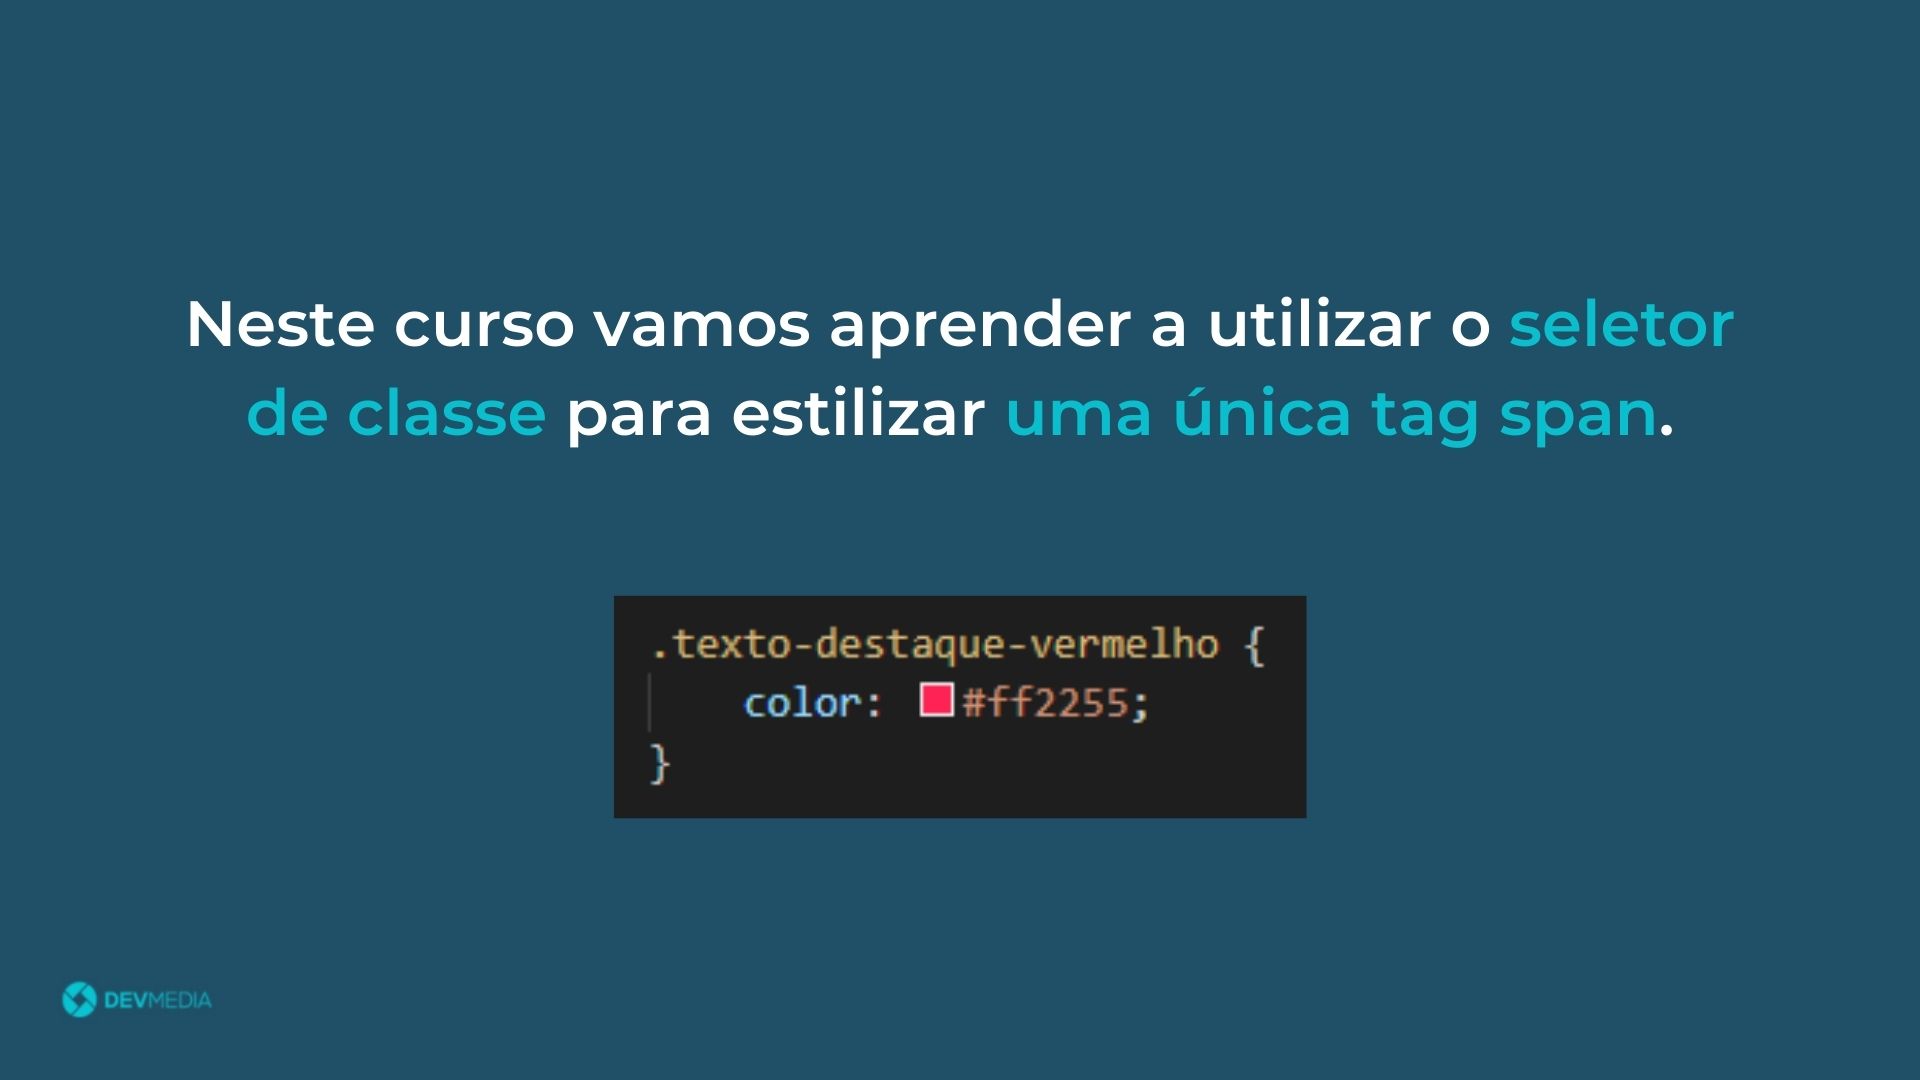 Neste curso vamos aprender a utilizar o seletor
de classe para estilizar uma única tag span.
.texto-destaque-vermelho {
color: #ff2255;
}
DEVMEDIA